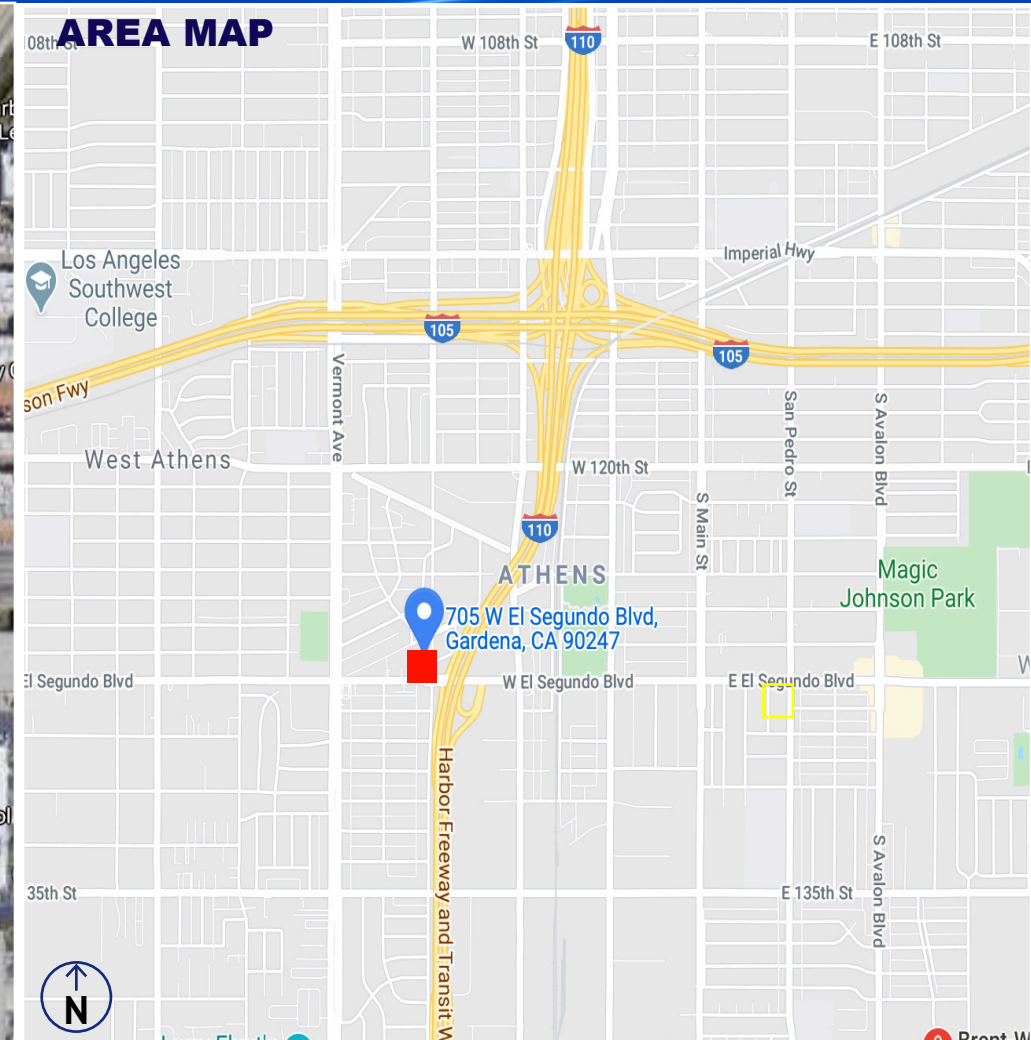 AREA MAP
108th St
W 108th St
110
E 108th St
Imperial Hwy
Los Angeles
Southwest
College
105
105
son Fwy
Vermont Ave
San Pedro St
S Avalon Blvd
West Athens
W 120th St
S Main St
110
ATHENS
Magic
Johnson Park
705 W El Segundo Blvd,
Gardena, CA 90247
El Segundo Blvd
W El Segundo Blvd
E El Segundo Blvd
W
Harbor Freeway and Transit W
S Avalon Blvd
35th St
E 135th St
N